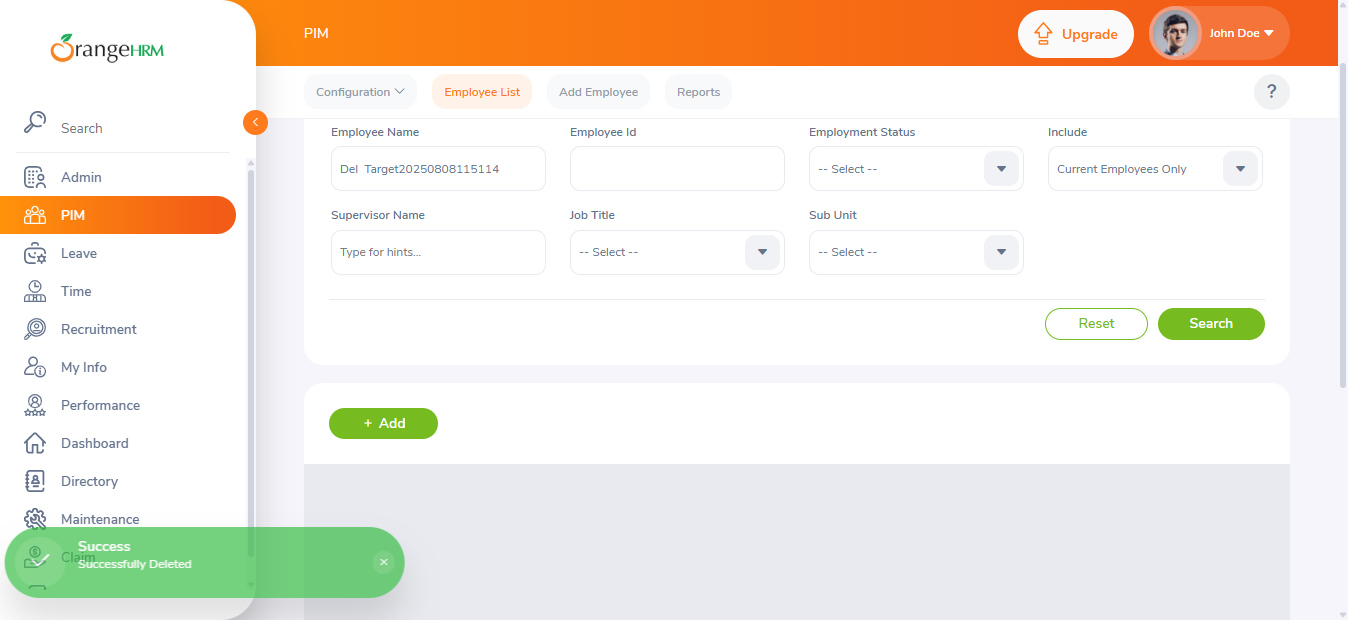 OrangeHRM
PIM
Upgrade
John Doe
Configuration
Employee List
Add Employee
Reports
?
Search
Admin
PIM
Leave
Time
Recruitment
My Info
Performance
Dashboard
Directory
Maintenance
Claim
Employee Name
Employee Id
Employment Status
Include
Del  Target20250808115114
-- Select --
Current Employees Only
Supervisor Name
Job Title
Sub Unit
Type for hints...
-- Select --
-- Select --
Reset
Search
+ Add
Success
Successfully Deleted